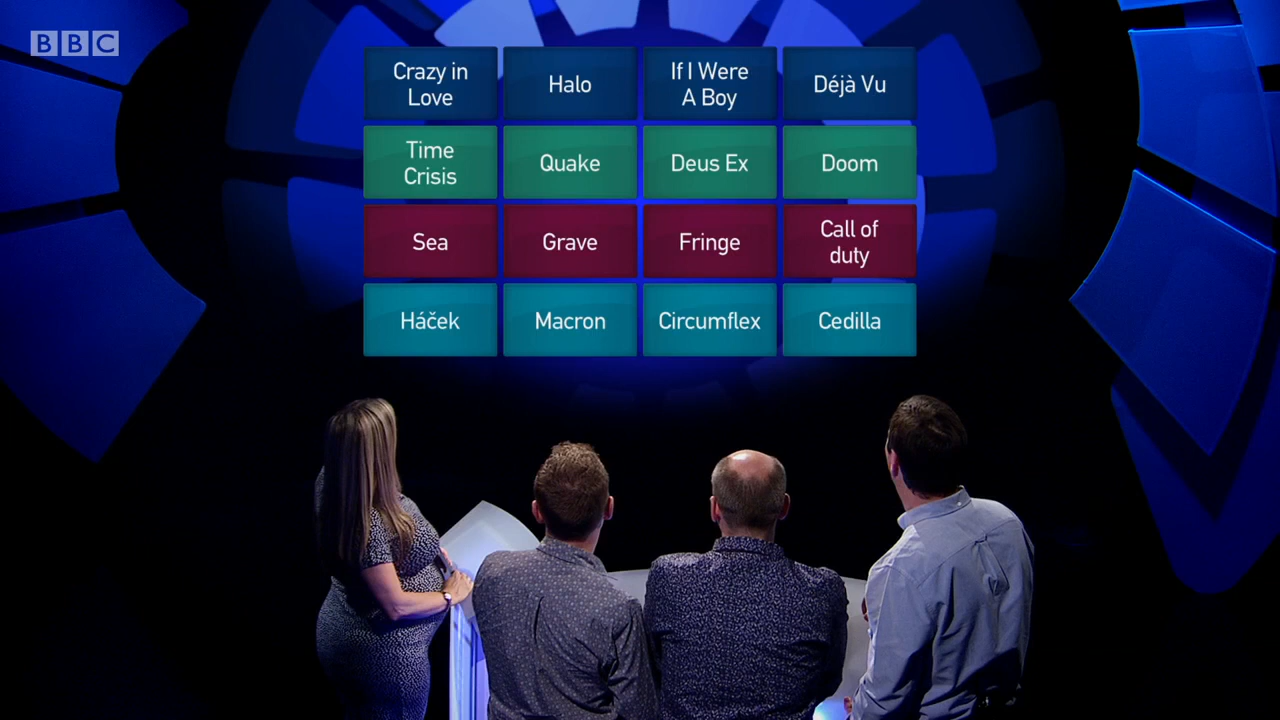 BBC
Crazy in
Love
Halo
If I Were
A Boy
Déjà Vu
Time
Crisis
Quake
Deus Ex
Doom
Sea
Grave
Fringe
Call of
duty
Háček
Macron
Circumflex
Cedilla